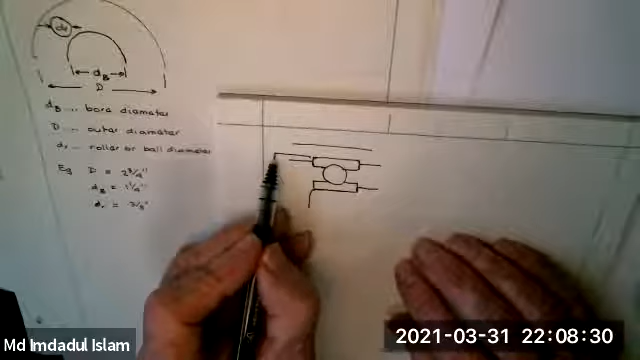 dr
dB
D
dB ... bore diameter
D ... outer diameter
dr ... roller or ball diameter
Eg D = 2 3/4"
dB = 1 1/4"
dr = 3/8"
Md Imdadul Islam
2021-03-31 22:08:30